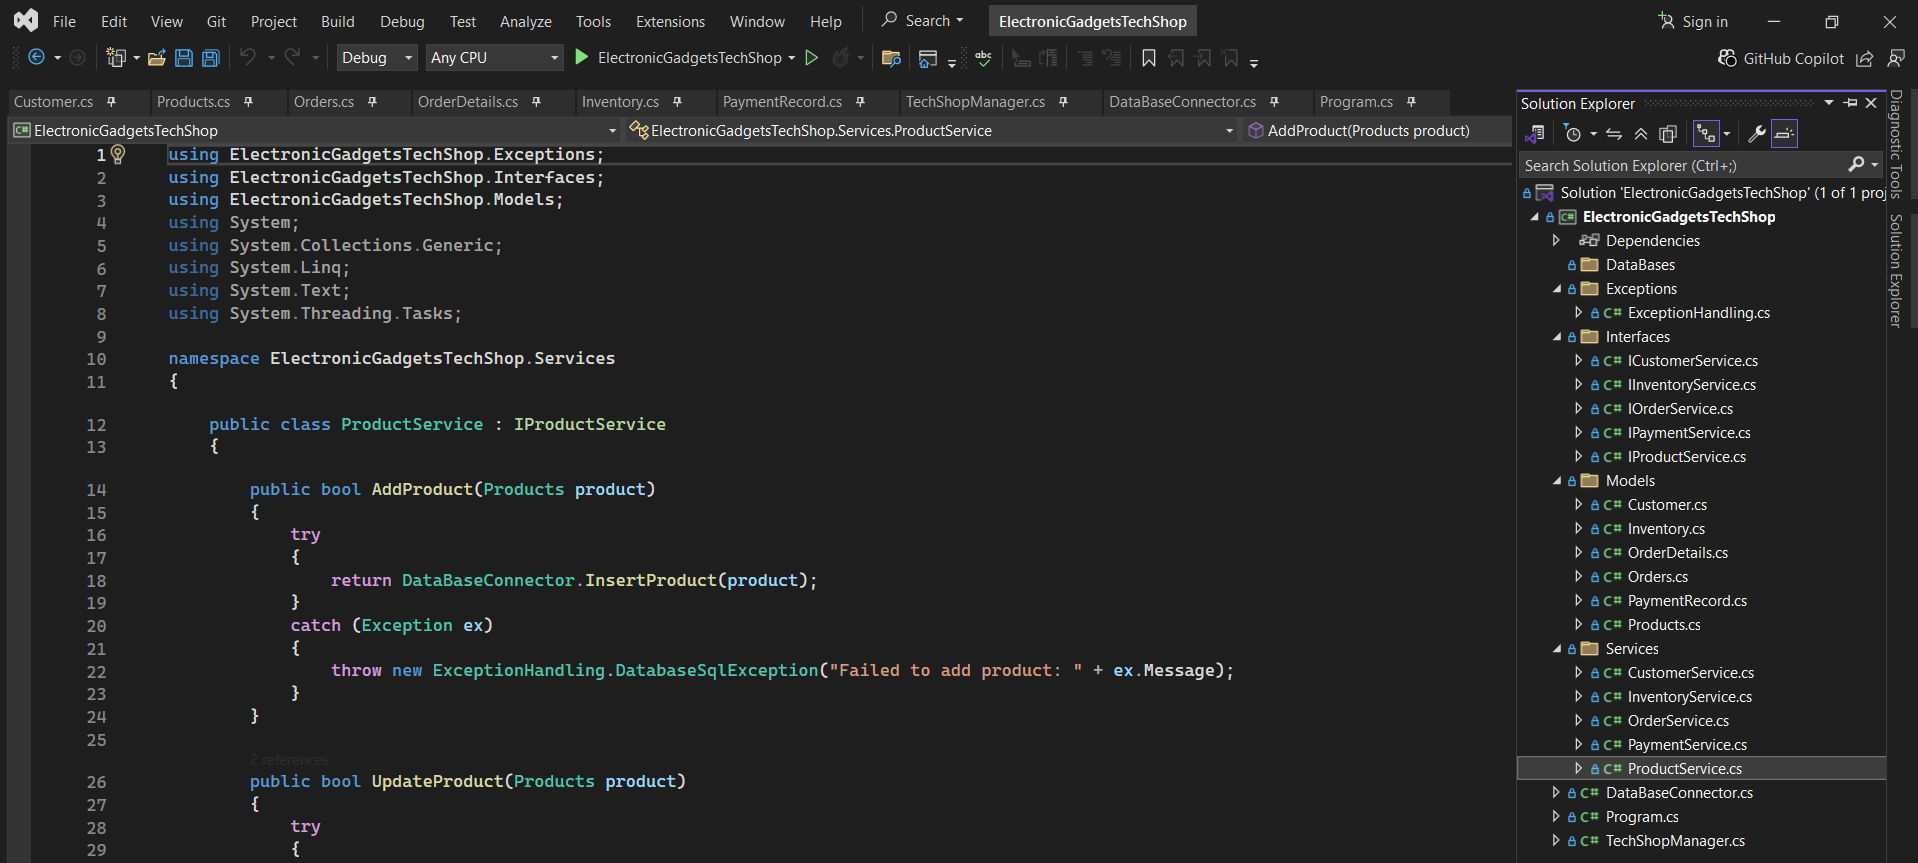 File Edit View Git Project Build Debug Test Analyze Tools Extensions Window Help Search ElectronicGadgetsTechShop Sign in
Debug Any CPU ElectronicGadgetsTechShop abc GitHub Copilot
Customer.cs Products.cs Orders.cs OrderDetails.cs Inventory.cs PaymentRecord.cs TechShopManager.cs DataBaseConnector.cs Program.cs
C# ElectronicGadgetsTechShop ElectronicGadgetsTechShop.Services.ProductService AddProduct(Products product)
1 using ElectronicGadgetsTechShop.Exceptions;
2 using ElectronicGadgetsTechShop.Interfaces;
3 using ElectronicGadgetsTechShop.Models;
4 using System;
5 using System.Collections.Generic;
6 using System.Linq;
7 using System.Text;
8 using System.Threading.Tasks;
9
10 namespace ElectronicGadgetsTechShop.Services
11 {
12 public class ProductService : IProductService
13 {
14 public bool AddProduct(Products product)
15 {
16 try
17 {
18 return DataBaseConnector.InsertProduct(product);
19 }
20 catch (Exception ex)
21 {
22 throw new ExceptionHandling.DatabaseSqlException("Failed to add product: " + ex.Message);
23 }
24 }
25
2 references
26 public bool UpdateProduct(Products product)
27 {
28 try
29 {
Solution Explorer
Search Solution Explorer (Ctrl+;)
Solution 'ElectronicGadgetsTechShop' (1 of 1 proj
C# ElectronicGadgetsTechShop
Dependencies
DataBases
Exceptions
C# ExceptionHandling.cs
Interfaces
C# ICustomerService.cs
C# IInventoryService.cs
C# IOrderService.cs
C# IPaymentService.cs
C# IProductService.cs
Models
C# Customer.cs
C# Inventory.cs
C# OrderDetails.cs
C# Orders.cs
C# PaymentRecord.cs
C# Products.cs
Services
C# CustomerService.cs
C# InventoryService.cs
C# OrderService.cs
C# PaymentService.cs
C# ProductService.cs
C# DataBaseConnector.cs
C# Program.cs
C# TechShopManager.cs
Diagnostic Tools
Solution Explorer